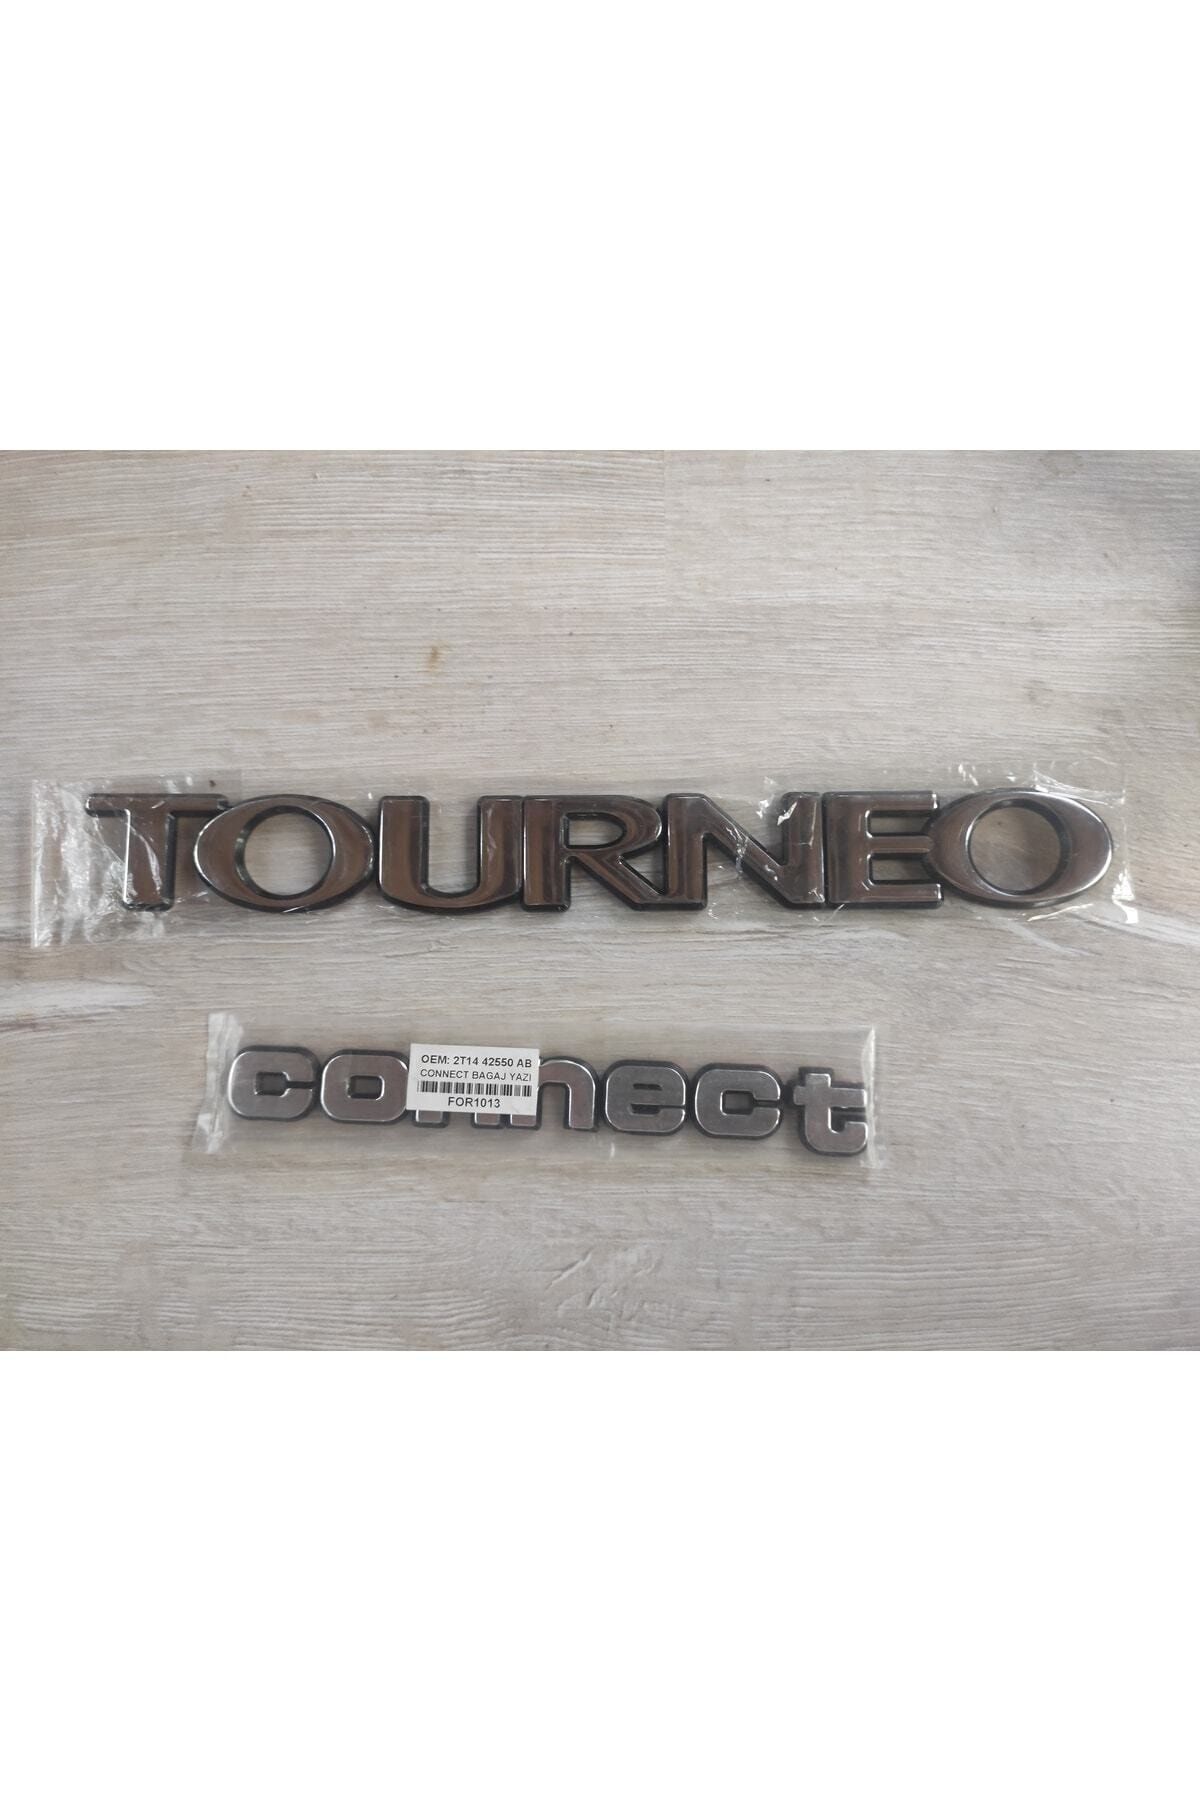 TOURNEO
connect
OEM: 2T14 42550 AB
CONNECT BAGAJ YAZI
FOR1013